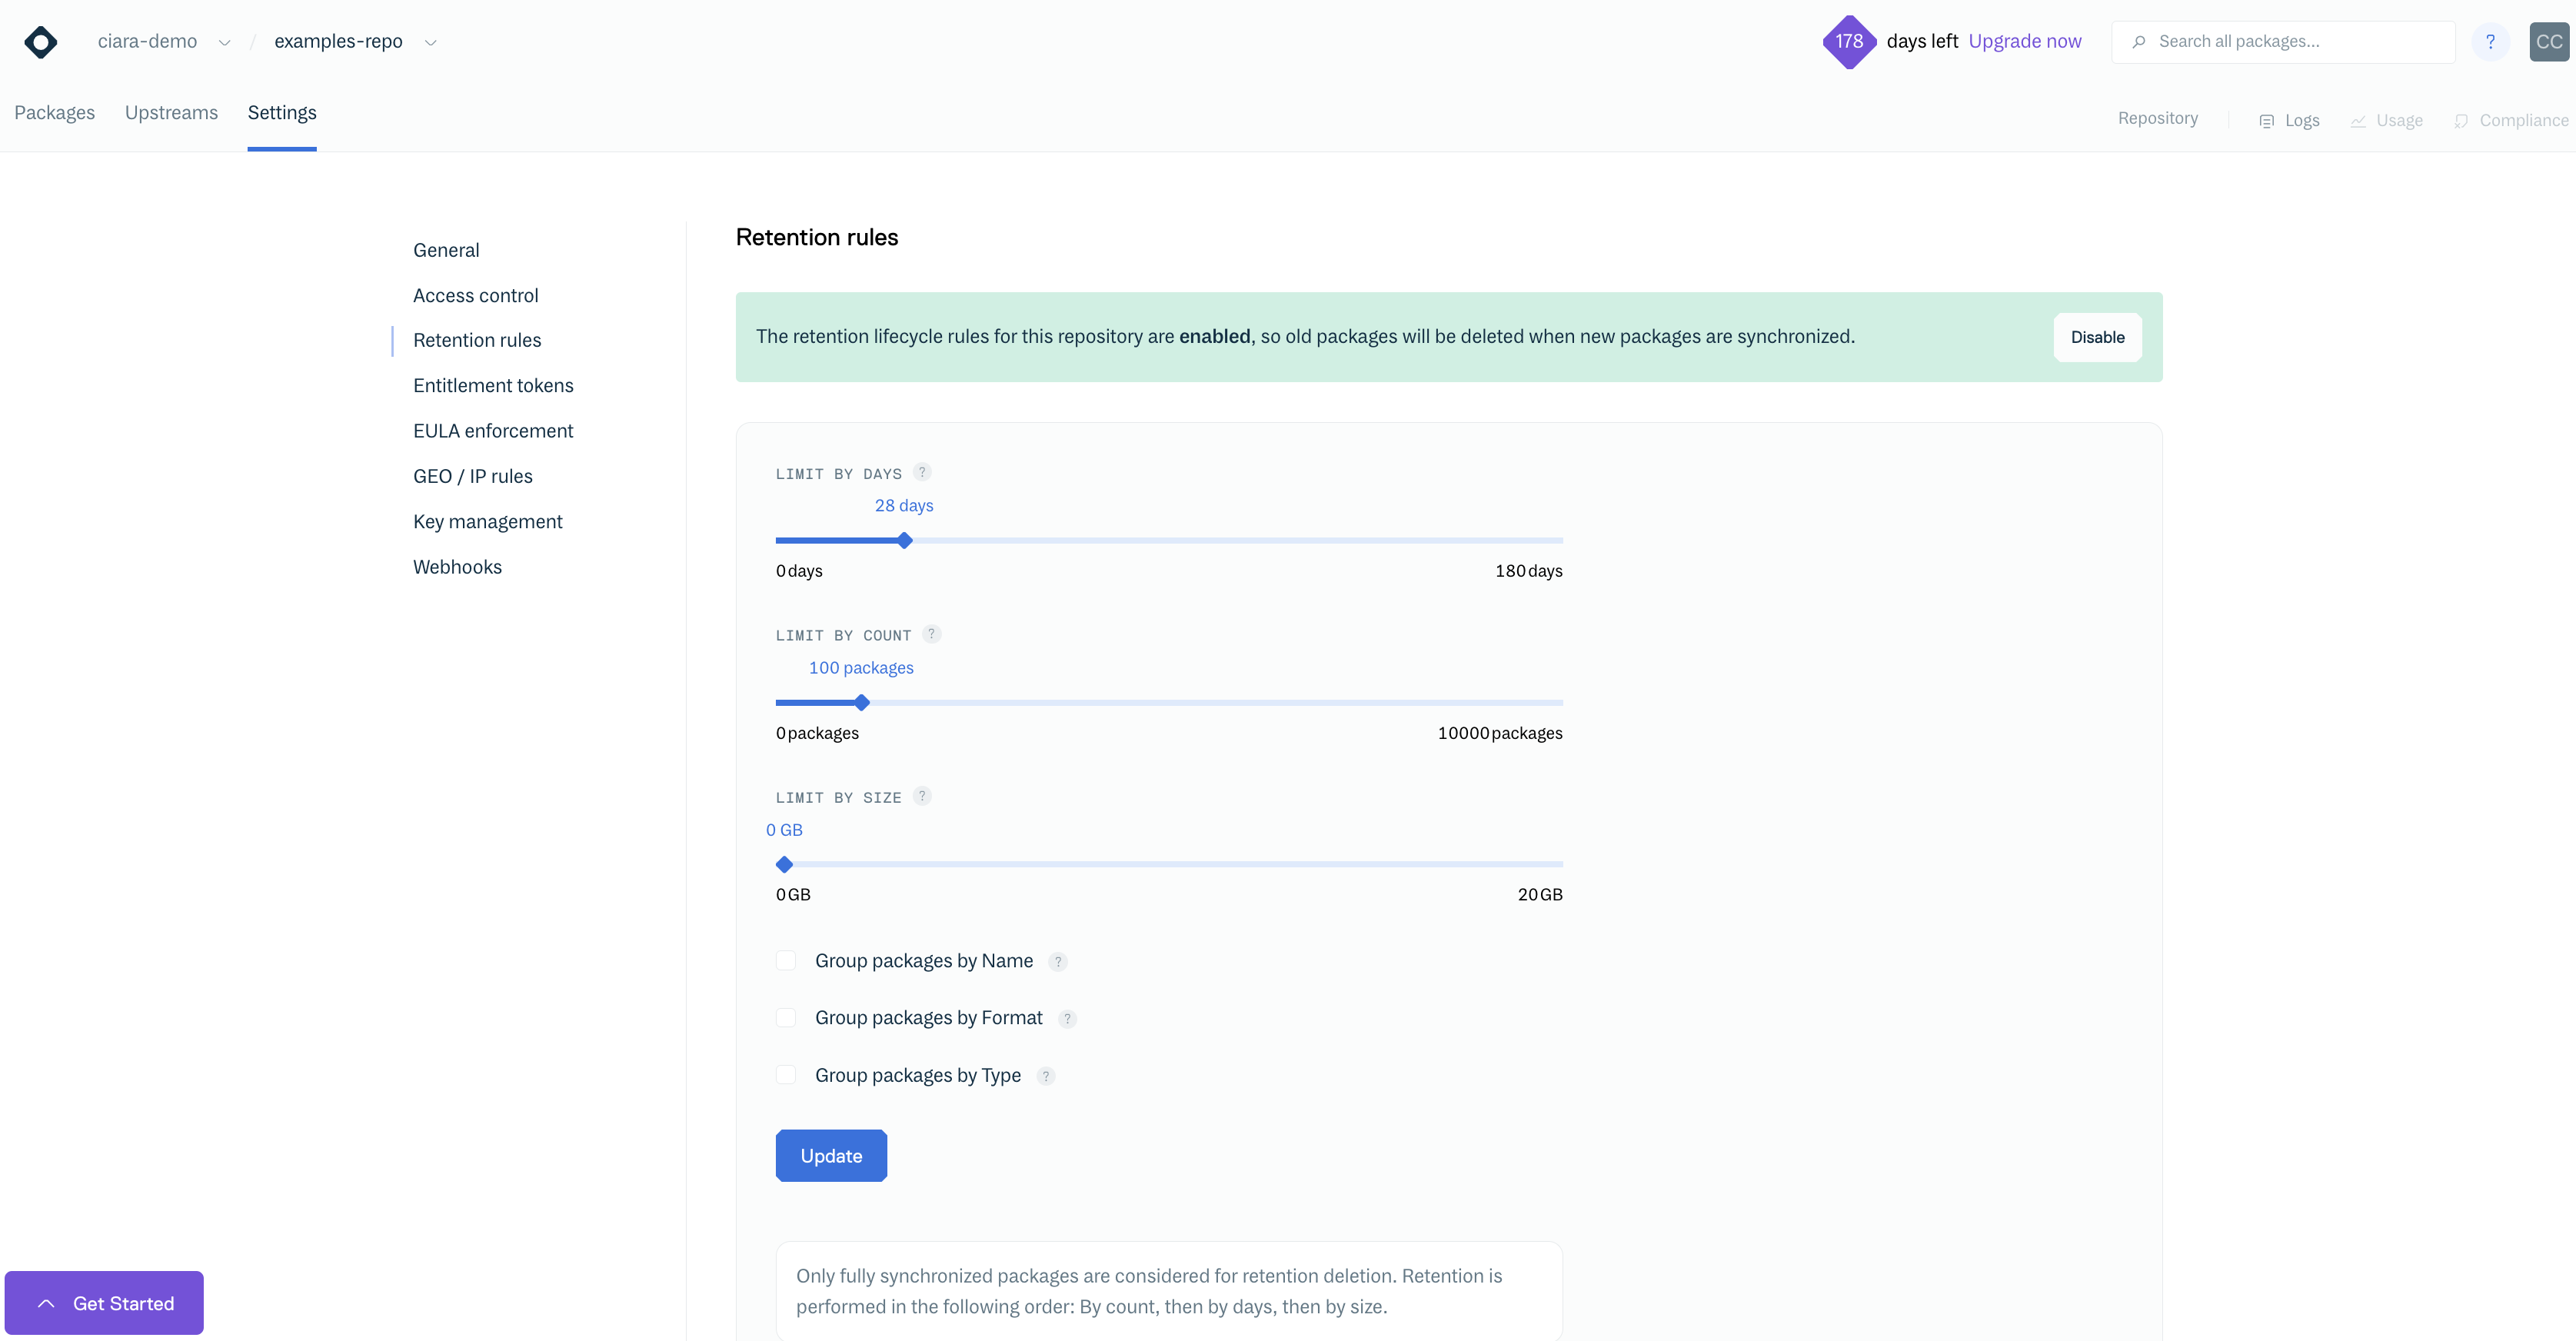 ciara-demo / examples-repo
178 days left Upgrade now
Search all packages...
?
CC
Packages Upstreams Settings
Repository Logs Usage Compliance
General
Access control
Retention rules
Entitlement tokens
EULA enforcement
GEO / IP rules
Key management
Webhooks
Retention rules
The retention lifecycle rules for this repository are enabled, so old packages will be deleted when new packages are synchronized.
Disable
LIMIT BY DAYS ?
28 days
0 days 180 days
LIMIT BY COUNT ?
100 packages
0 packages 10000 packages
LIMIT BY SIZE ?
0 GB
0 GB 20 GB
Group packages by Name ?
Group packages by Format ?
Group packages by Type ?
Update
Only fully synchronized packages are considered for retention deletion. Retention is
performed in the following order: By count, then by days, then by size.
Get Started